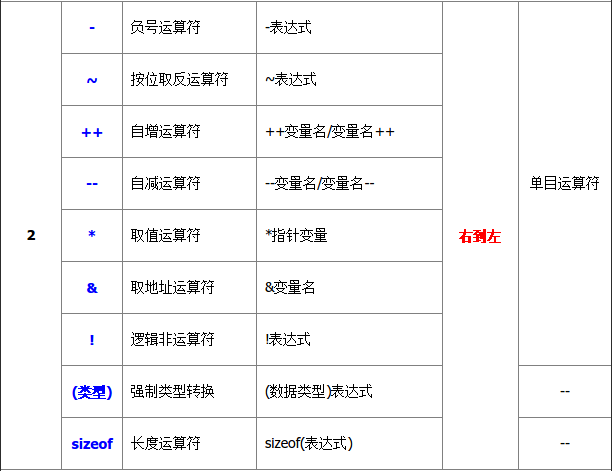 - 负号运算符 -表达式
~ 按位取反运算符 ~表达式
++ 自增运算符 ++变量名/变量名++
-- 自减运算符 --变量名/变量名-- 单目运算符
2 * 取值运算符 *指针变量 右到左
& 取地址运算符 &变量名
! 逻辑非运算符 !表达式
(类型) 强制类型转换 (数据类型)表达式 --
sizeof 长度运算符 sizeof(表达式) --